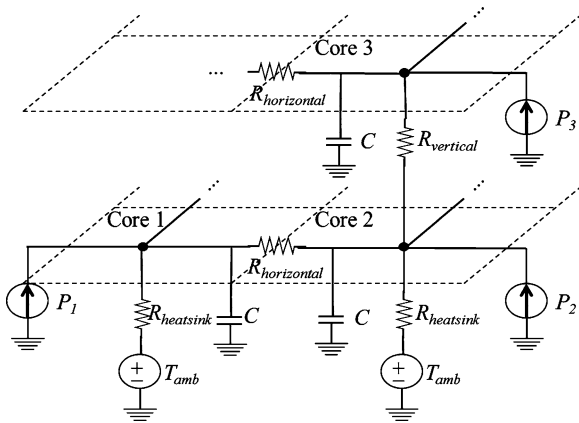 ...
Core 3
...
R_horizontal
P_3
C
R_vertical
...
...
Core 1
Core 2
R_horizontal
P_1
R_heatsink
C
C
R_heatsink
P_2
+
−
T_amb
+
−
T_amb